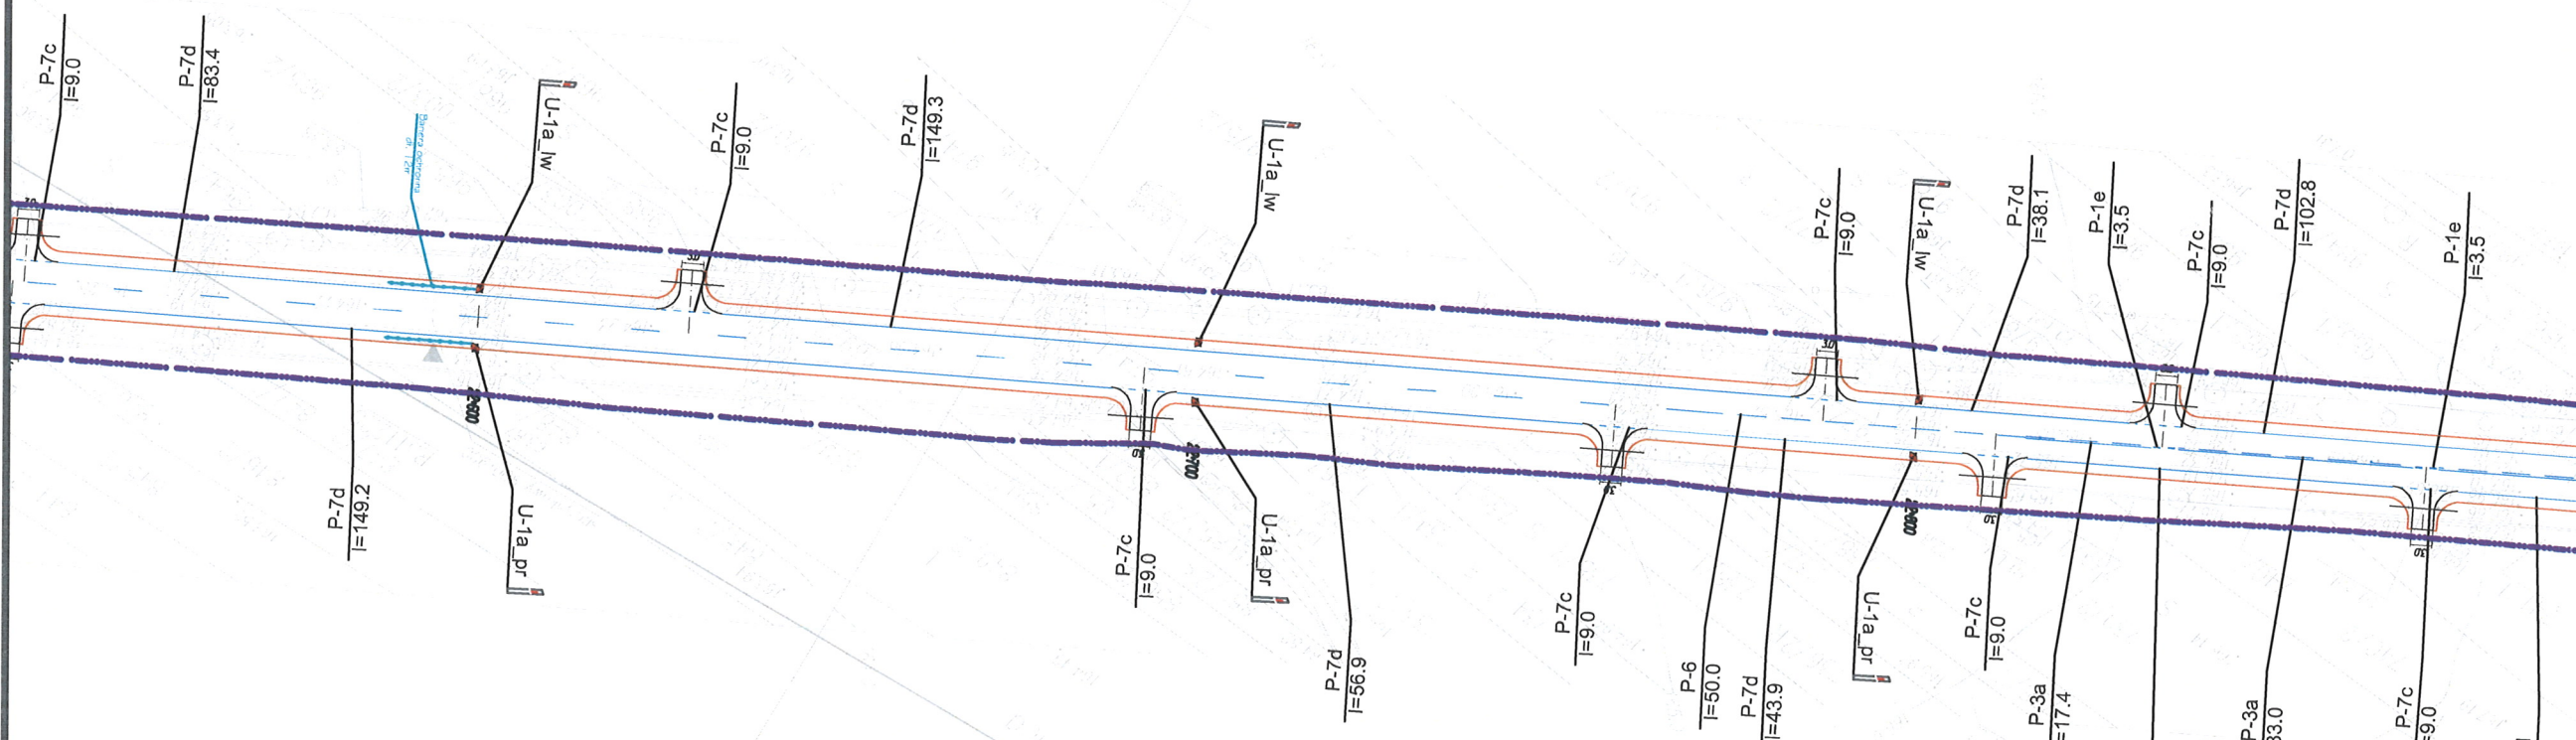 P-7c
l=9.0
P-7d
l=83.4
U-1a_lw
P-7c
l=9.0
P-7d
l=149.3
U-1a_lw
P-7c
l=9.0
U-1a_lw
P-7d
l=38.1
P-1e
l=3.5
P-7c
l=9.0
P-7d
l=102.8
P-1e
l=3.5
P-7d
l=149.2
U-1a_pr
P-7c
l=9.0
U-1a_pr
P-7d
l=56.9
P-7c
l=9.0
P-6
l=50.0
P-7d
l=43.9
U-1a_pr
P-7c
l=9.0
P-3a
=17.4
P-3a
P-7c
=9.0